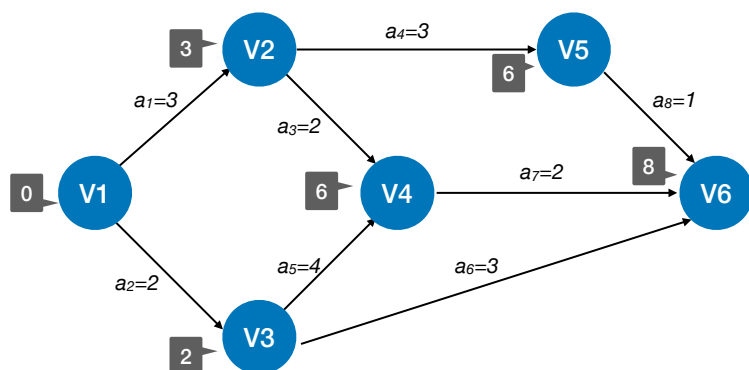 a₄=3
3
V2
V5
6
a₁=3
a₈=1
a₃=2
8
0
V1
6
V4
a₇=2
V6
a₂=2
a₅=4
a₆=3
V3
2